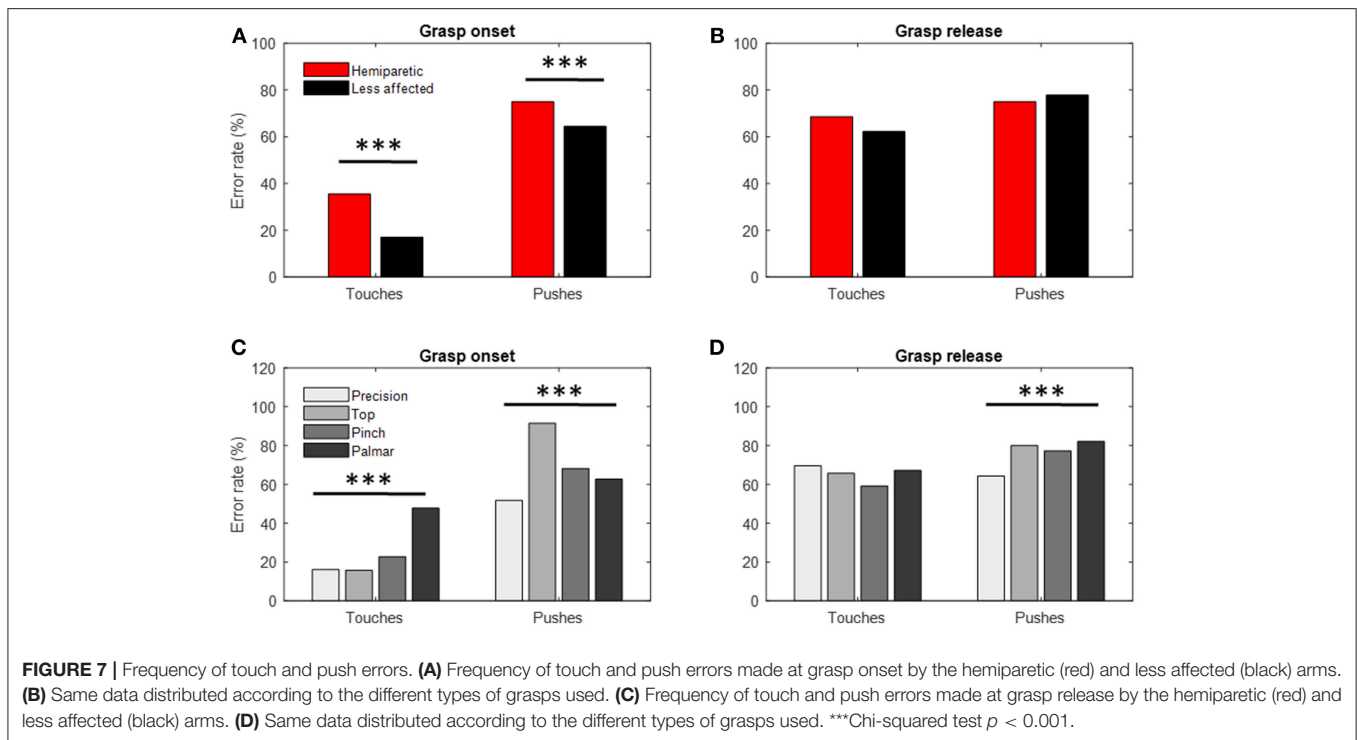 A
Grasp onset
100
80
60
40
20
0
Error rate (%)
Hemiparetic
Less affected
***
***
Touches
Pushes
B
Grasp release
100
80
60
40
20
0
Touches
Pushes
C
Grasp onset
120
100
80
60
40
20
0
Error rate (%)
Precision
Top
Pinch
Palmar
***
***
Touches
Pushes
D
Grasp release
120
100
80
60
40
20
0
***
Touches
Pushes
FIGURE 7 | Frequency of touch and push errors. (A) Frequency of touch and push errors made at grasp onset by the hemiparetic (red) and less affected (black) arms.
(B) Same data distributed according to the different types of grasps used. (C) Frequency of touch and push errors made at grasp release by the hemiparetic (red) and
less affected (black) arms. (D) Same data distributed according to the different types of grasps used. ***Chi-squared test p < 0.001.